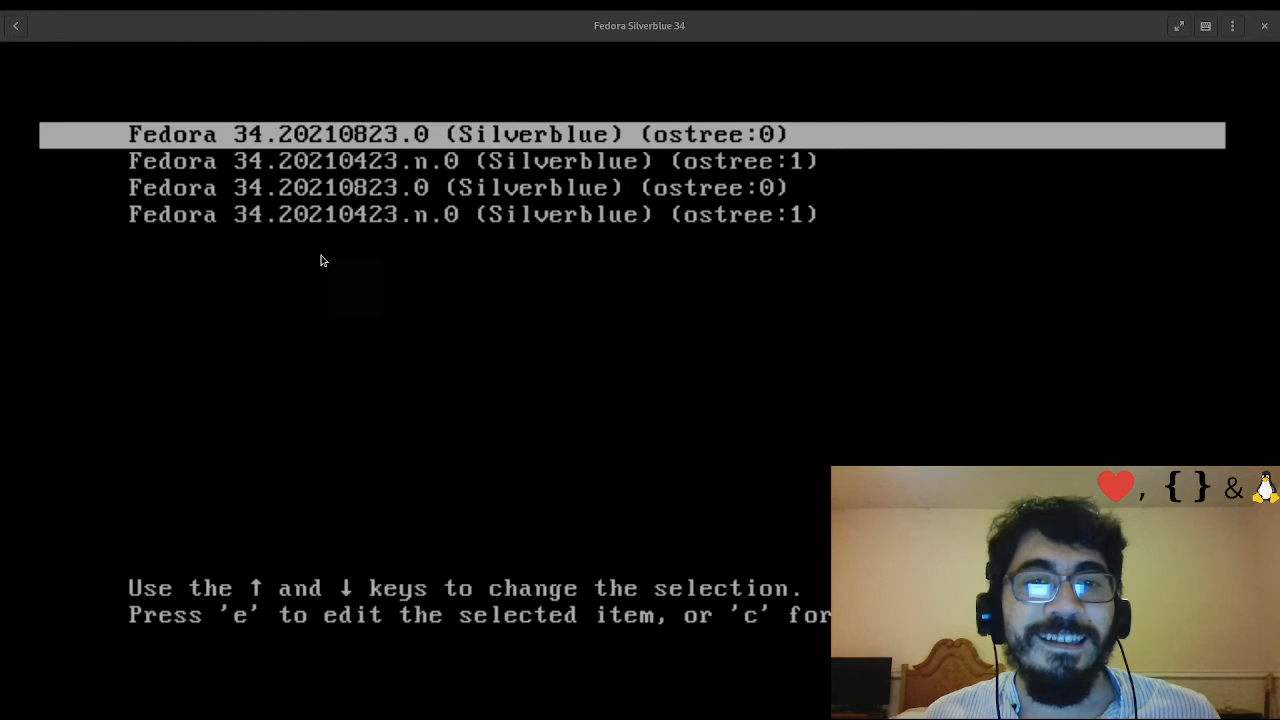 Fedora Silverblue 34
Fedora 34.20210823.0 (Silverblue) (ostree:0)
Fedora 34.20210423.n.0 (Silverblue) (ostree:1)
Fedora 34.20210823.0 (Silverblue) (ostree:0)
Fedora 34.20210423.n.0 (Silverblue) (ostree:1)
❤, { } & 🐧
Use the ↑ and ↓ keys to change the selection.
Press 'e' to edit the selected item, or 'c' for